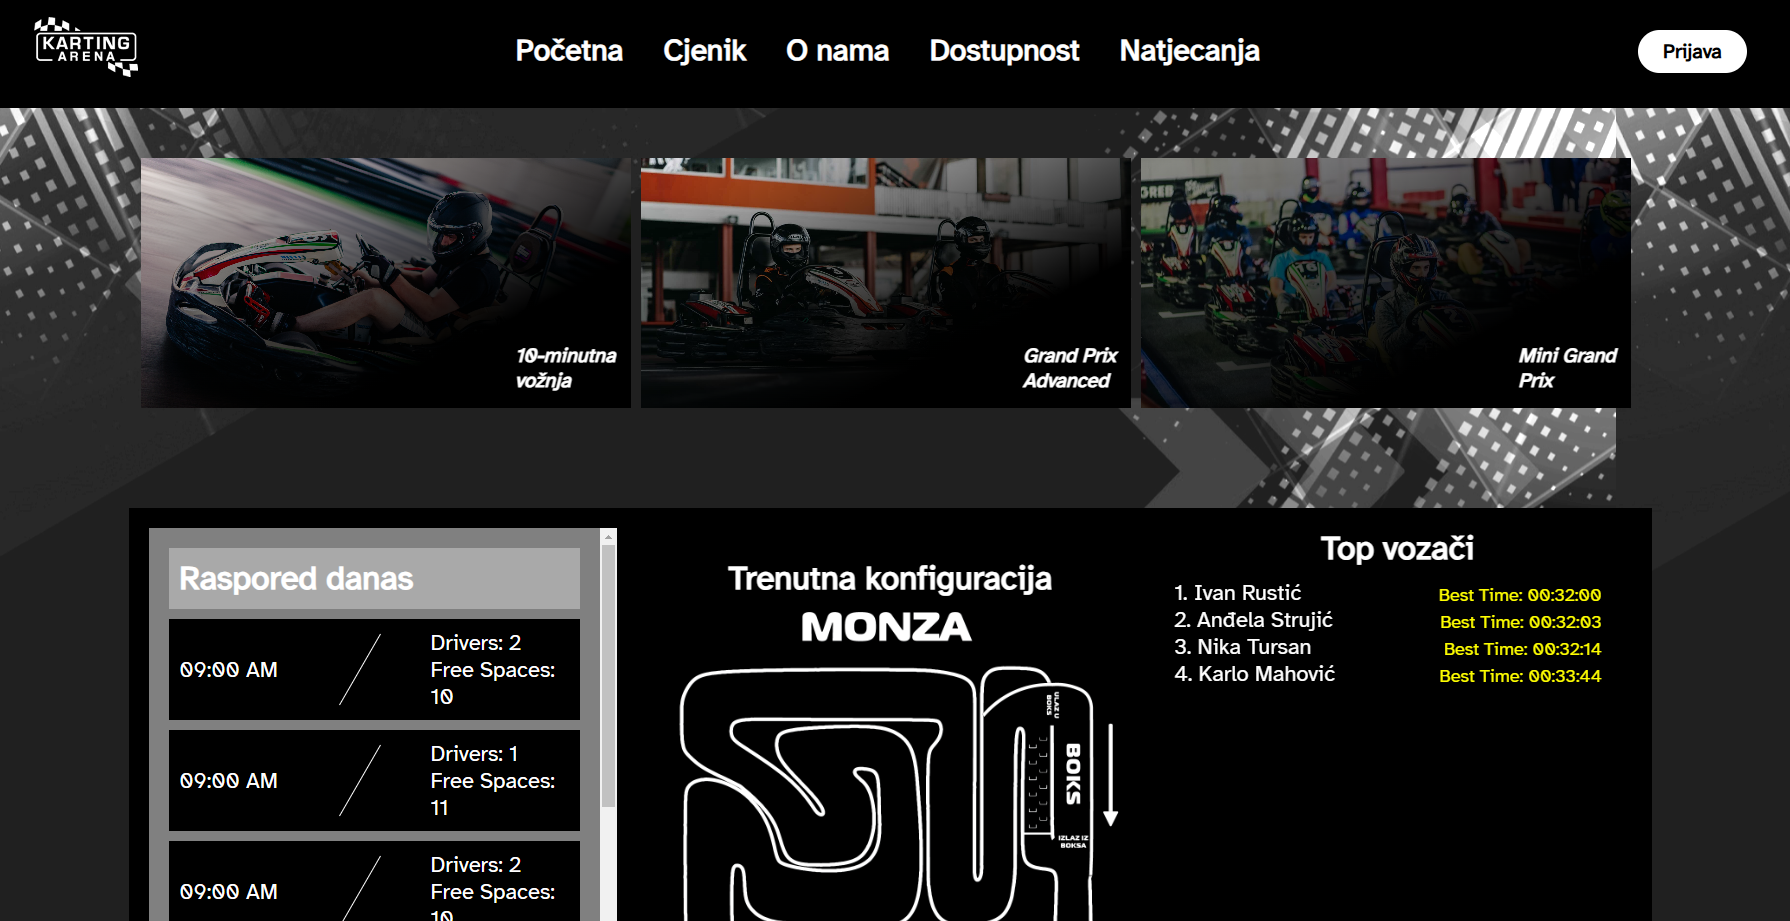 KARTING
ARENA
Početna
Cjenik
O nama
Dostupnost
Natjecanja
Prijava
10-minutna
vožnja
Grand Prix
Advanced
GREB
Mini Grand
Prix
Raspored danas
09:00 AM
Drivers: 2
Free Spaces:
10
09:00 AM
Drivers: 1
Free Spaces:
11
09:00 AM
Drivers: 2
Free Spaces:
10
Trenutna konfiguracija
MONZA
ULAZ U
BOKS
BOKS
IZLAZ IZ
BOKSA
Top vozači
1. Ivan Rustić
Best Time: 00:32:00
2. Anđela Strujić
Best Time: 00:32:03
3. Nika Tursan
Best Time: 00:32:14
4. Karlo Mahović
Best Time: 00:33:44